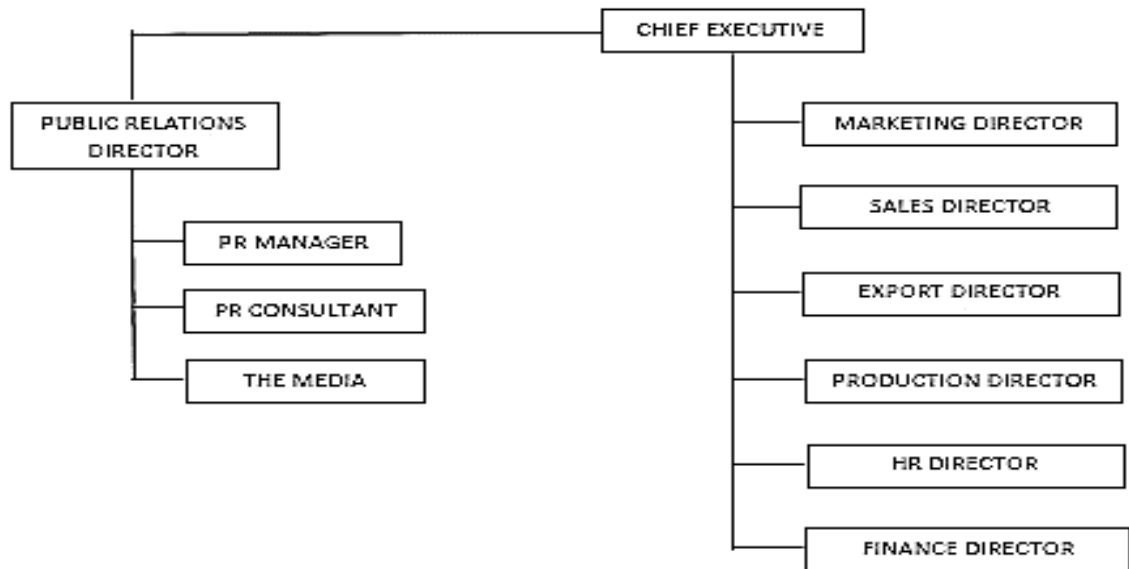 CHIEF EXECUTIVE
PUBLIC RELATIONS
DIRECTOR
MARKETING DIRECTOR
SALES DIRECTOR
PR MANAGER
EXPORT DIRECTOR
PR CONSULTANT
THE MEDIA
PRODUCTION DIRECTOR
HR DIRECTOR
FINANCE DIRECTOR